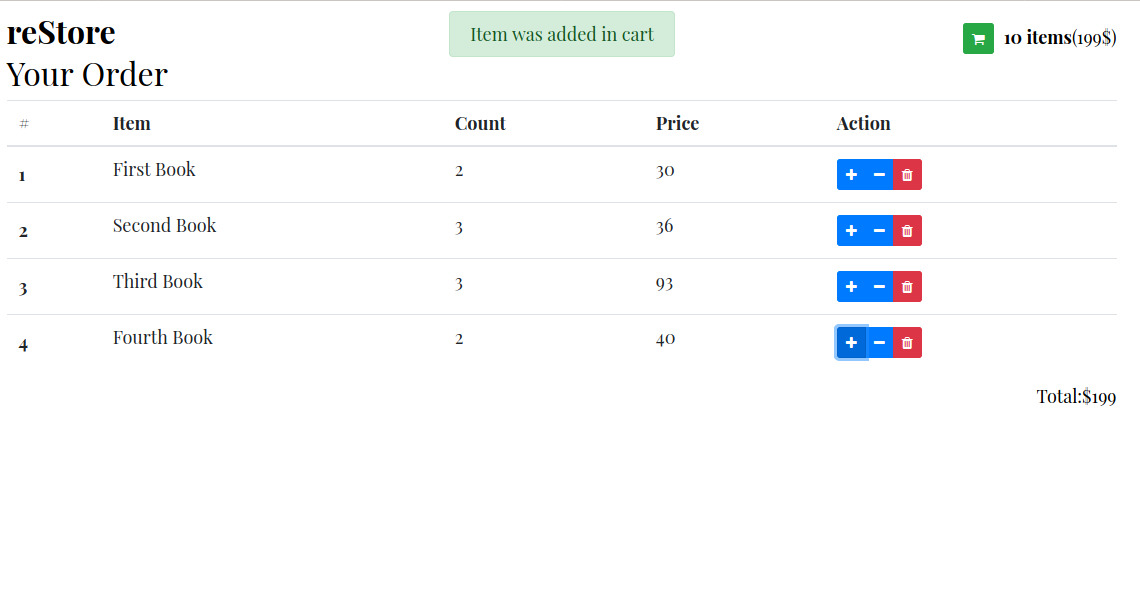 reStore
Item was added in cart
10 items(199$)
Your Order
# Item Count Price Action
1 First Book 2 30
2 Second Book 3 36
3 Third Book 3 93
4 Fourth Book 2 40
Total:$199